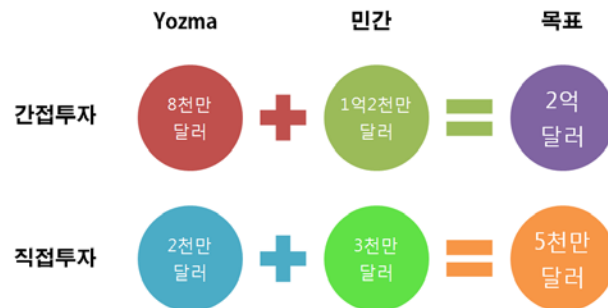 Yozma 민간 목표
간접투자
8천만
달러
1억2천만
달러
2억
달러
직접투자
2천만
달러
3천만
달러
5천만
달러